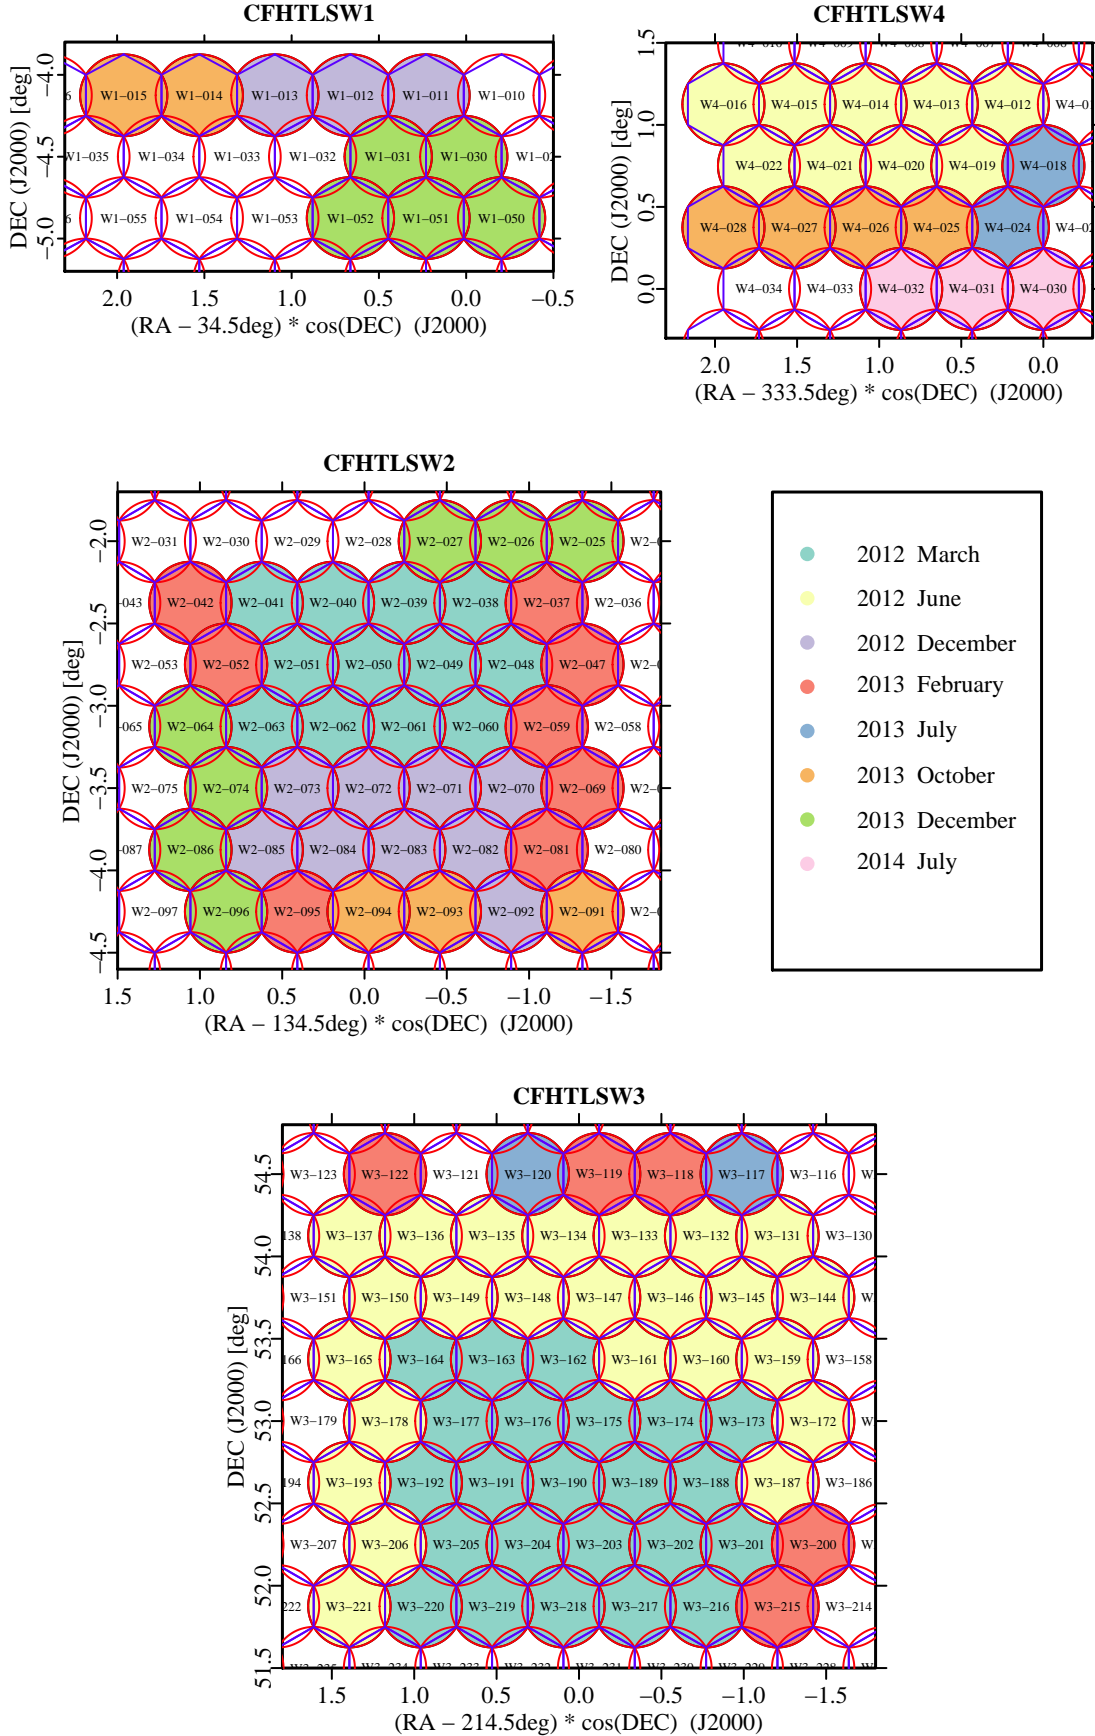 CFHTLSW1
DEC (J2000) [deg]
−4.0
−4.5
−5.0
W1−015 W1−014 W1−013 W1−012 W1−011 W1−010
W1−035 W1−034 W1−033 W1−032 W1−031 W1−030
W1−055 W1−054 W1−053 W1−052 W1−051 W1−050
2.0 1.5 1.0 0.5 0.0 −0.5
(RA − 34.5deg) * cos(DEC) (J2000)
CFHTLSW4
DEC (J2000) [deg]
1.5
1.0
0.5
0.0
W4−016 W4−015 W4−014 W4−013 W4−012
W4−022 W4−021 W4−020 W4−019 W4−018
W4−028 W4−027 W4−026 W4−025 W4−024
W4−034 W4−033 W4−032 W4−031 W4−030
2.0 1.5 1.0 0.5 0.0
(RA − 333.5deg) * cos(DEC) (J2000)
CFHTLSW2
DEC (J2000) [deg]
−2.0
−2.5
−3.0
−3.5
−4.0
−4.5
W2−031 W2−030 W2−029 W2−028 W2−027 W2−026 W2−025
−043 W2−042 W2−041 W2−040 W2−039 W2−038 W2−037 W2−036
W2−053 W2−052 W2−051 W2−050 W2−049 W2−048 W2−047
−065 W2−064 W2−063 W2−062 W2−061 W2−060 W2−059 W2−058
W2−075 W2−074 W2−073 W2−072 W2−071 W2−070 W2−069
−087 W2−086 W2−085 W2−084 W2−083 W2−082 W2−081 W2−080
W2−097 W2−096 W2−095 W2−094 W2−093 W2−092 W2−091
1.5 1.0 0.5 0.0 −0.5 −1.0 −1.5
(RA − 134.5deg) * cos(DEC) (J2000)
2012 March
2012 June
2012 December
2013 February
2013 July
2013 October
2013 December
2014 July
CFHTLSW3
DEC (J2000) [deg]
54.5
54.0
53.5
53.0
52.5
52.0
51.5
W3−123 W3−122 W3−121 W3−120 W3−119 W3−118 W3−117 W3−116
138 W3−137 W3−136 W3−135 W3−134 W3−133 W3−132 W3−131 W3−130
W3−151 W3−150 W3−149 W3−148 W3−147 W3−146 W3−145 W3−144
166 W3−165 W3−164 W3−163 W3−162 W3−161 W3−160 W3−159 W3−158
W3−179 W3−178 W3−177 W3−176 W3−175 W3−174 W3−173 W3−172
194 W3−193 W3−192 W3−191 W3−190 W3−189 W3−188 W3−187 W3−186
W3−207 W3−206 W3−205 W3−204 W3−203 W3−202 W3−201 W3−200
222 W3−221 W3−220 W3−219 W3−218 W3−217 W3−216 W3−215 W3−214
1.5 1.0 0.5 0.0 −0.5 −1.0 −1.5
(RA − 214.5deg) * cos(DEC) (J2000)